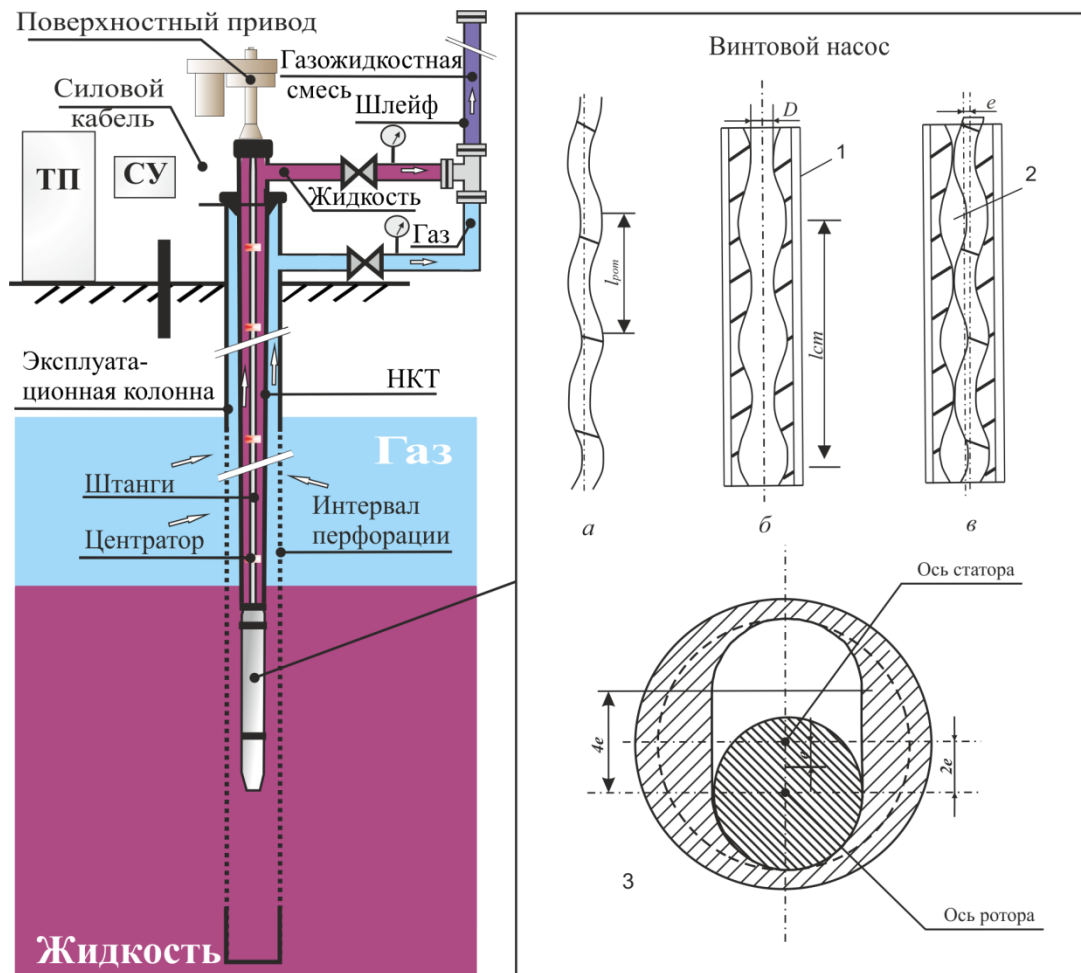 Поверхностный привод
Газожидкостная
смесь
Силовой
кабель
Шлейф
ТП
СУ
Жидкость
Газ
Эксплуата-
ционная колонна
НКТ
Газ
Штанги
Интервал
перфорации
Центратор
Жидкость
Винтовой насос
D
e
1
2
lрот
lст
а
б
в
Ось статора
4e
e
2e
3
Ось ротора